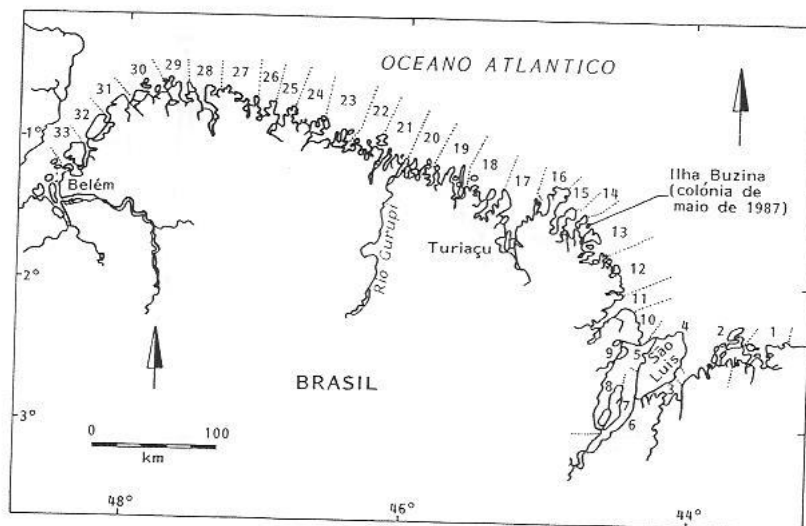 OCEANO ATLANTICO
30 29 28 27 26 25 24 23 22 21 20 19 18 17 16 15 14 13 12 11 10
31
32
33
1°
Belém
Ilha Buzina
(colónia de
maio de 1987)
Turiaçu
Rio Gurupi
2°
9 5 São Luis 4 2 1
8 7 3
6
BRASIL
3°
0 100
km
48° 46° 44°